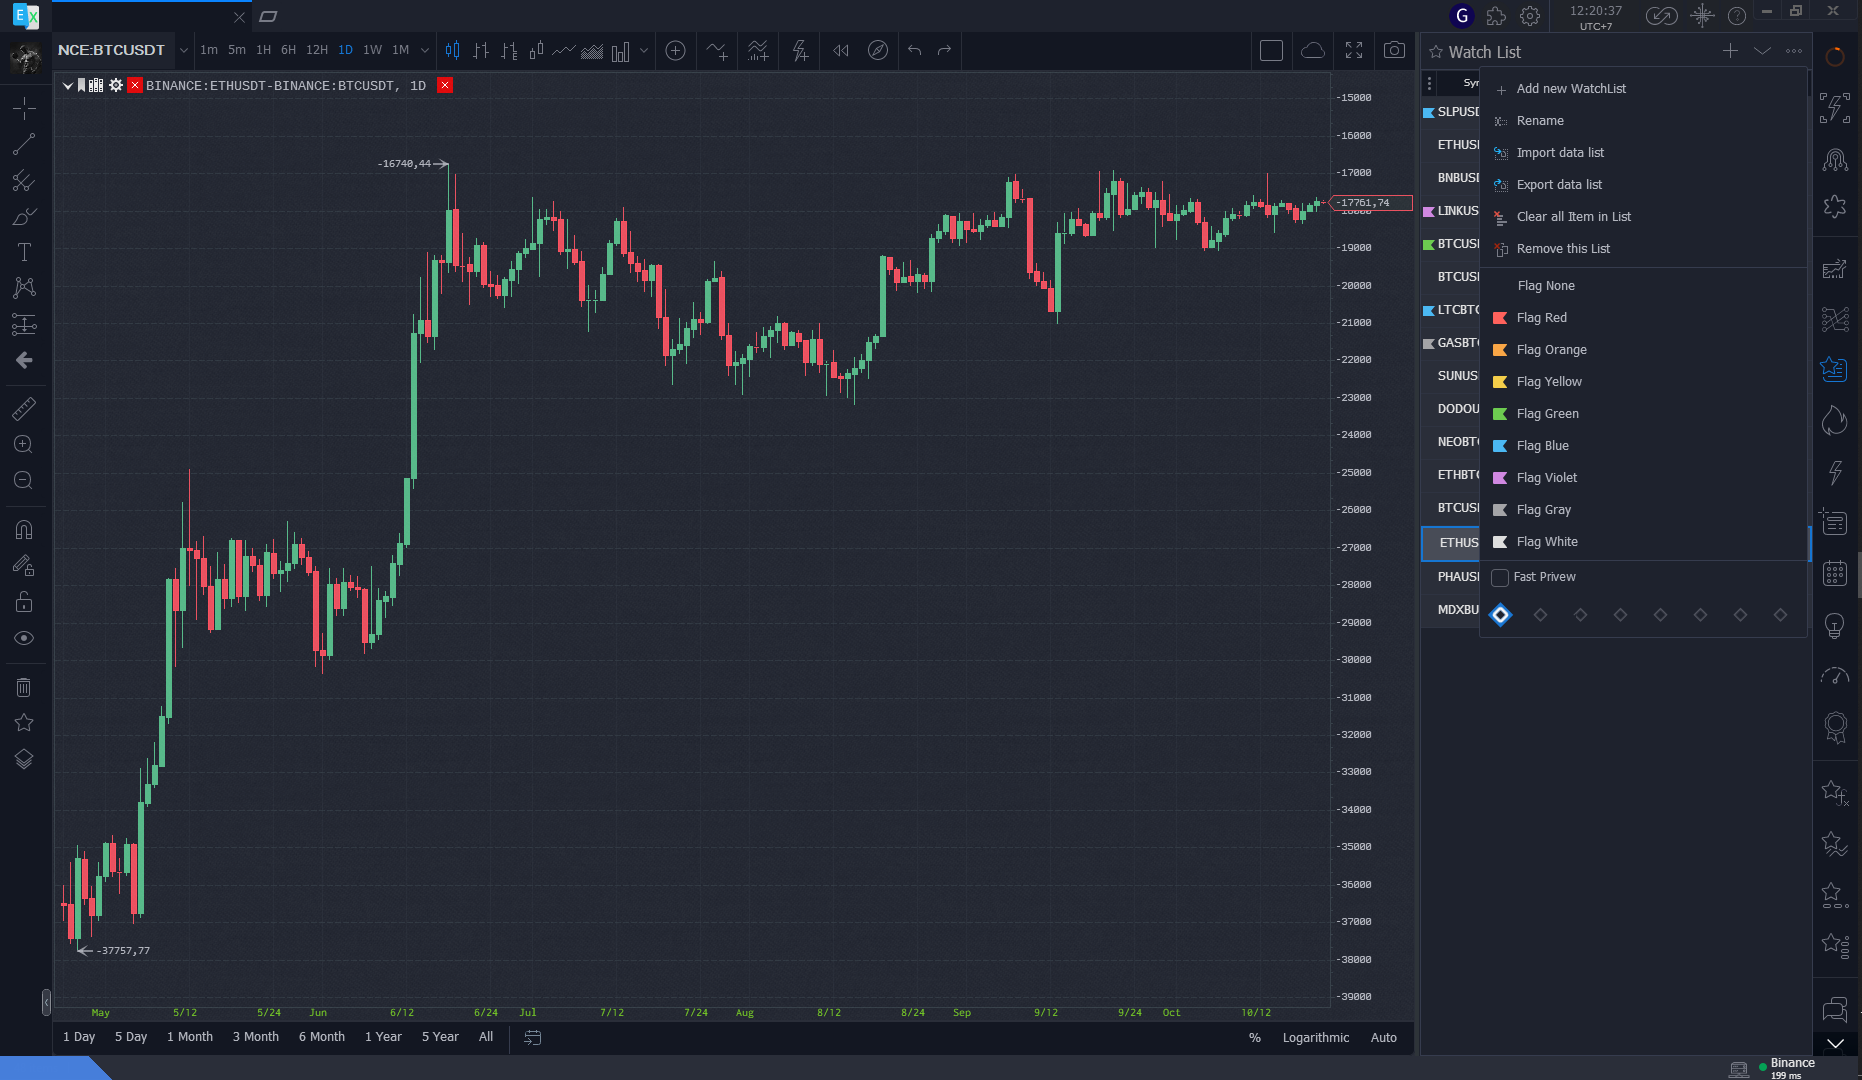 EX
G
12:20:37
UTC+7
NCE:BTCUSDT
1m 5m 1H 6H 12H 1D 1W 1M
BINANCE:ETHUSDT-BINANCE:BTCUSDT, 1D
-16740,44
-37757,77
-15000
-16000
-17000
-17761,74
-18000
-19000
-20000
-21000
-22000
-23000
-24000
-25000
-26000
-27000
-28000
-29000
-30000
-31000
-32000
-33000
-34000
-35000
-36000
-37000
-38000
-39000
May 5/12 5/24 Jun 6/12 6/24 Jul 7/12 7/24 Aug 8/12 8/24 Sep 9/12 9/24 Oct 10/12
1 Day 5 Day 1 Month 3 Month 6 Month 1 Year 5 Year All
% Logarithmic Auto
Watch List
Syr
SLPUSD
ETHUSI
BNBUSD
LINKUS
BTCUSI
BTCUSI
LTCBTC
GASBTC
SUNUS
DODOU
NEOBTC
ETHBTC
BTCUSI
ETHUS
PHAUSI
MDXBU
Add new WatchList
Rename
Import data list
Export data list
Clear all Item in List
Remove this List
Flag None
Flag Red
Flag Orange
Flag Yellow
Flag Green
Flag Blue
Flag Violet
Flag Gray
Flag White
Fast Privew
Binance
199 ms